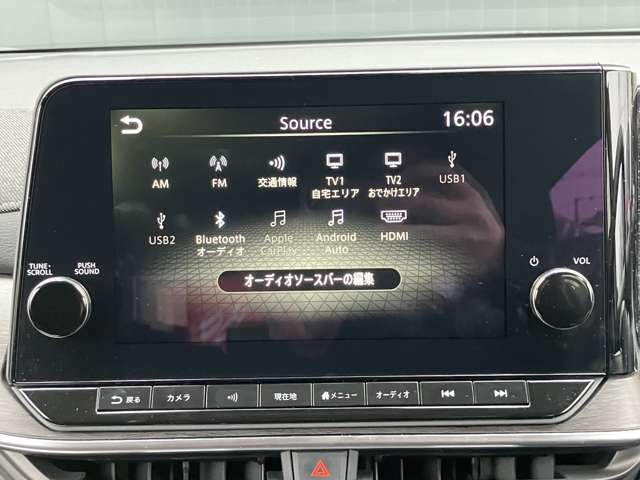 Source
16:06
AM
FM
交通情報
TV1
自宅エリア
TV2
おでかけエリア
USB1
USB2
Bluetooth
オーディオ
Apple
CarPlay
Android
Auto
HDMI
オーディオソースバーの編集
TUNE・
SCROLL
PUSH
SOUND
VOL
戻る
カメラ
現在地
メニュー
オーディオ